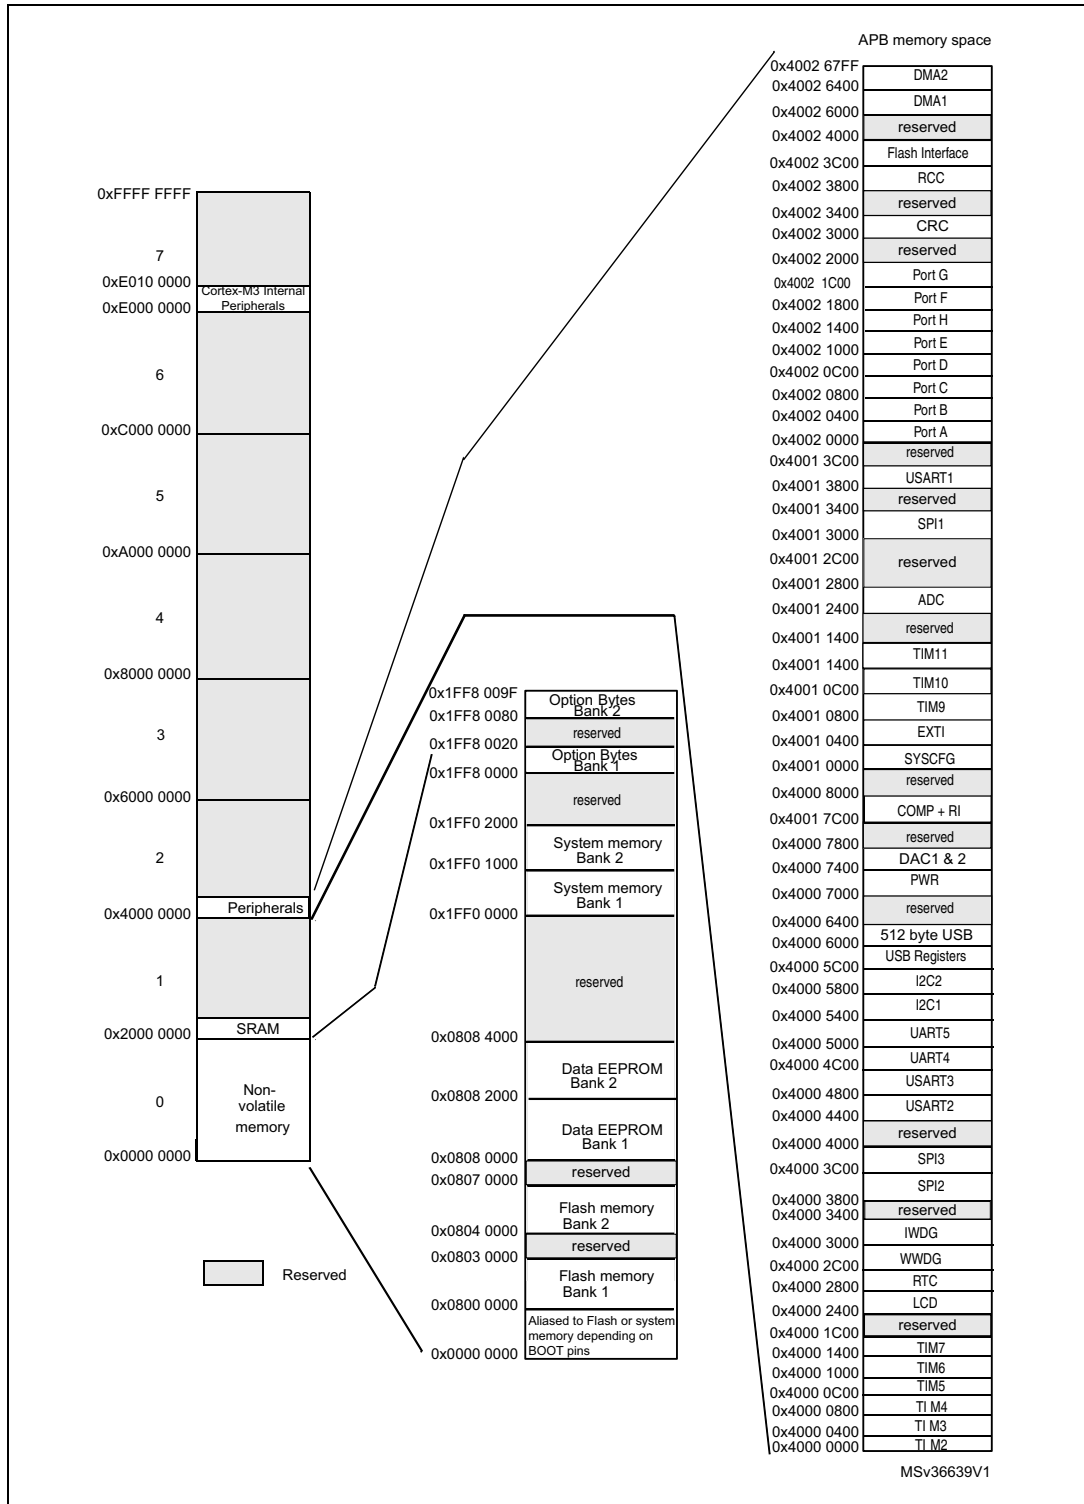 APB memory space
0x4002 67FF
DMA2
0x4002 6400
DMA1
0x4002 6000
reserved
0x4002 4000
Flash Interface
0x4002 3C00
RCC
0x4002 3800
reserved
0x4002 3400
CRC
0x4002 3000
reserved
0x4002 2000
Port G
0x4002 1C00
Port F
0x4002 1800
Port H
0x4002 1400
Port E
0x4002 1000
Port D
0x4002 0C00
Port C
0x4002 0800
Port B
0x4002 0400
Port A
0x4002 0000
reserved
0x4001 3C00
USART1
0x4001 3800
reserved
0x4001 3400
SPI1
0x4001 3000
0x4001 2C00
reserved
0x4001 2800
ADC
0x4001 2400
reserved
0x4001 1400
TIM11
0x4001 1400
TIM10
0x4001 0C00
TIM9
0x4001 0800
EXTI
0x4001 0400
SYSCFG
0x4001 0000
reserved
0x4000 8000
COMP + RI
0x4001 7C00
reserved
0x4000 7800
DAC1 & 2
0x4000 7400
PWR
0x4000 7000
reserved
0x4000 6400
512 byte USB
0x4000 6000
USB Registers
0x4000 5C00
I2C2
0x4000 5800
I2C1
0x4000 5400
UART5
0x4000 5000
UART4
0x4000 4C00
USART3
0x4000 4800
USART2
0x4000 4400
reserved
0x4000 4000
SPI3
0x4000 3C00
SPI2
0x4000 3800
reserved
0x4000 3400
IWDG
0x4000 3000
WWDG
0x4000 2C00
RTC
0x4000 2800
LCD
0x4000 2400
reserved
0x4000 1C00
TIM7
0x4000 1400
TIM6
0x4000 1000
TIM5
0x4000 0C00
TI M4
0x4000 0800
TI M3
0x4000 0400
TI M2
0x4000 0000
0xFFFF FFFF
7
0xE010 0000
Cortex-M3 Internal
Peripherals
0xE000 0000
6
0xC000 0000
5
0xA000 0000
4
0x8000 0000
3
0x6000 0000
2
Peripherals
0x4000 0000
1
SRAM
0x2000 0000
Non-
volatile
memory
0
0x0000 0000
Reserved
0x1FF8 009F
Option Bytes
Bank 2
0x1FF8 0080
reserved
0x1FF8 0020
Option Bytes
Bank 1
0x1FF8 0000
reserved
0x1FF0 2000
System memory
Bank 2
0x1FF0 1000
System memory
Bank 1
0x1FF0 0000
reserved
0x0808 4000
Data EEPROM
Bank 2
0x0808 2000
Data EEPROM
Bank 1
0x0808 0000
reserved
0x0807 0000
Flash memory
Bank 2
0x0804 0000
reserved
0x0803 0000
Flash memory
Bank 1
0x0800 0000
Aliased to Flash or system
memory depending on
BOOT pins
0x0000 0000
MSv36639V1